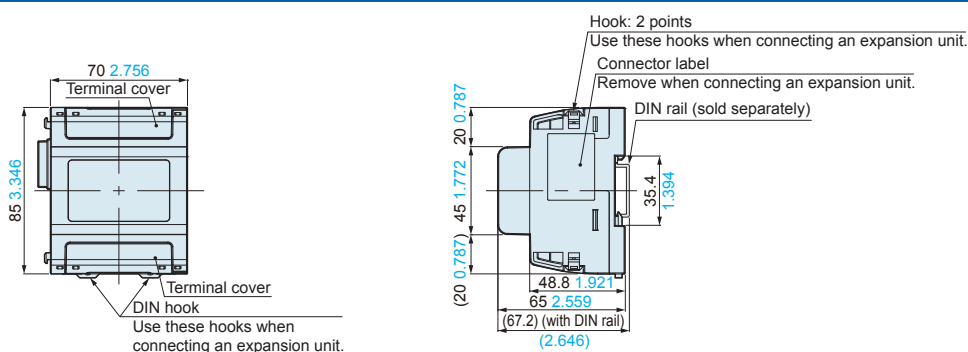 70 2.756
Terminal cover
85 3.346
Terminal cover
DIN hook
Use these hooks when
connecting an expansion unit.
Hook: 2 points
Use these hooks when connecting an expansion unit.
Connector label
Remove when connecting an expansion unit.
DIN rail (sold separately)
20 0.787
45 1.772
(20 0.787)
35.4
1.394
48.8 1.921
65 2.559
(67.2) (with DIN rail)
(2.646)